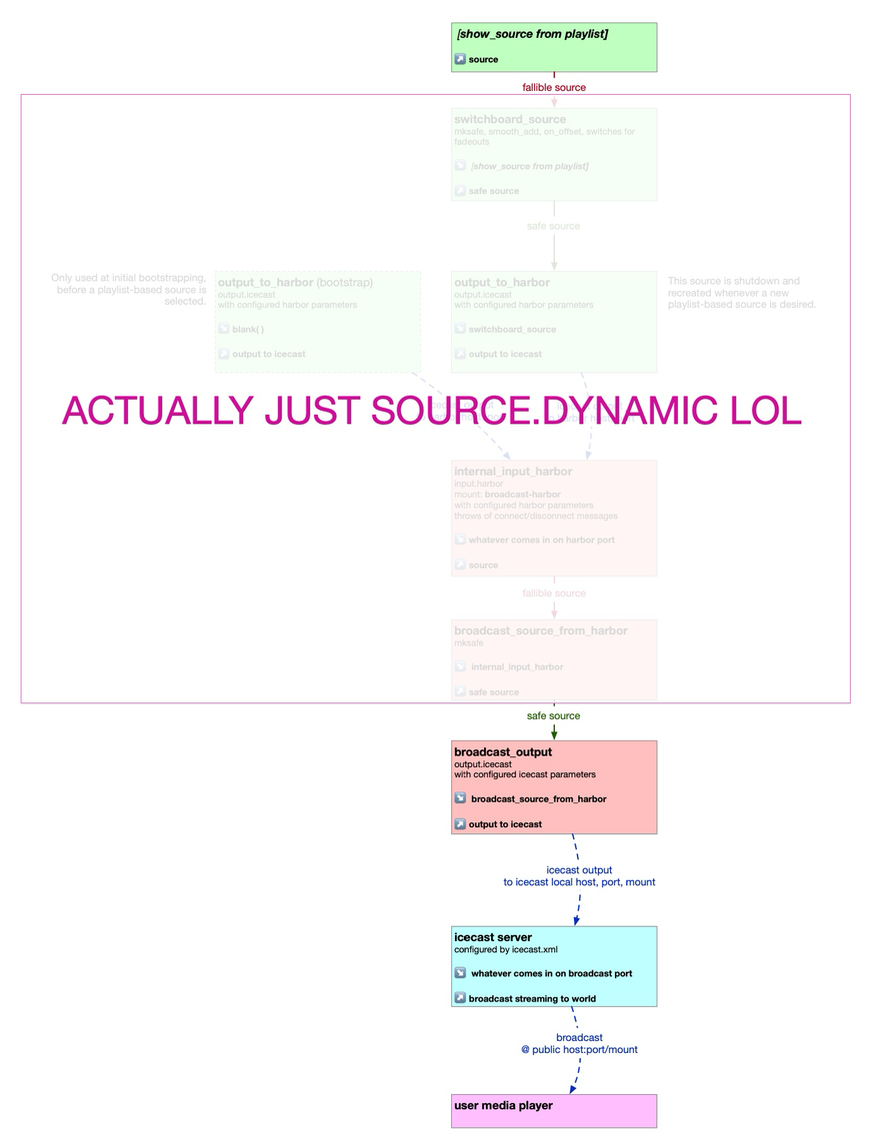 [show_source from playlist]
source
fallible source
switchboard_source
mksafe, smooth_add, on_offset, switches for
fadeouts
[show_source from playlist]
safe source
safe source
Only used at initial bootstrapping,
before a playlist-based source is
selected.
output_to_harbor (bootstrap)
output.icecast
with configured harbor parameters
blank( )
output to icecast
output_to_harbor
output.icecast
with configured harbor parameters
switchboard_source
output to icecast
This source is shutdown and
recreated whenever a new
playlist-based source is desired.
ACTUALLY JUST SOURCE.DYNAMIC LOL
internal_input_harbor
input.harbor
mount: broadcast-harbor
with configured harbor parameters
throws of connect/disconnect messages
whatever comes in on harbor port
source
fallible source
broadcast_source_from_harbor
mksafe
internal_input_harbor
safe source
safe source
broadcast_output
output.icecast
with configured icecast parameters
broadcast_source_from_harbor
output to icecast
icecast output
to icecast local host, port, mount
icecast server
configured by icecast.xml
whatever comes in on broadcast port
broadcast streaming to world
broadcast
@ public host:port/mount
user media player